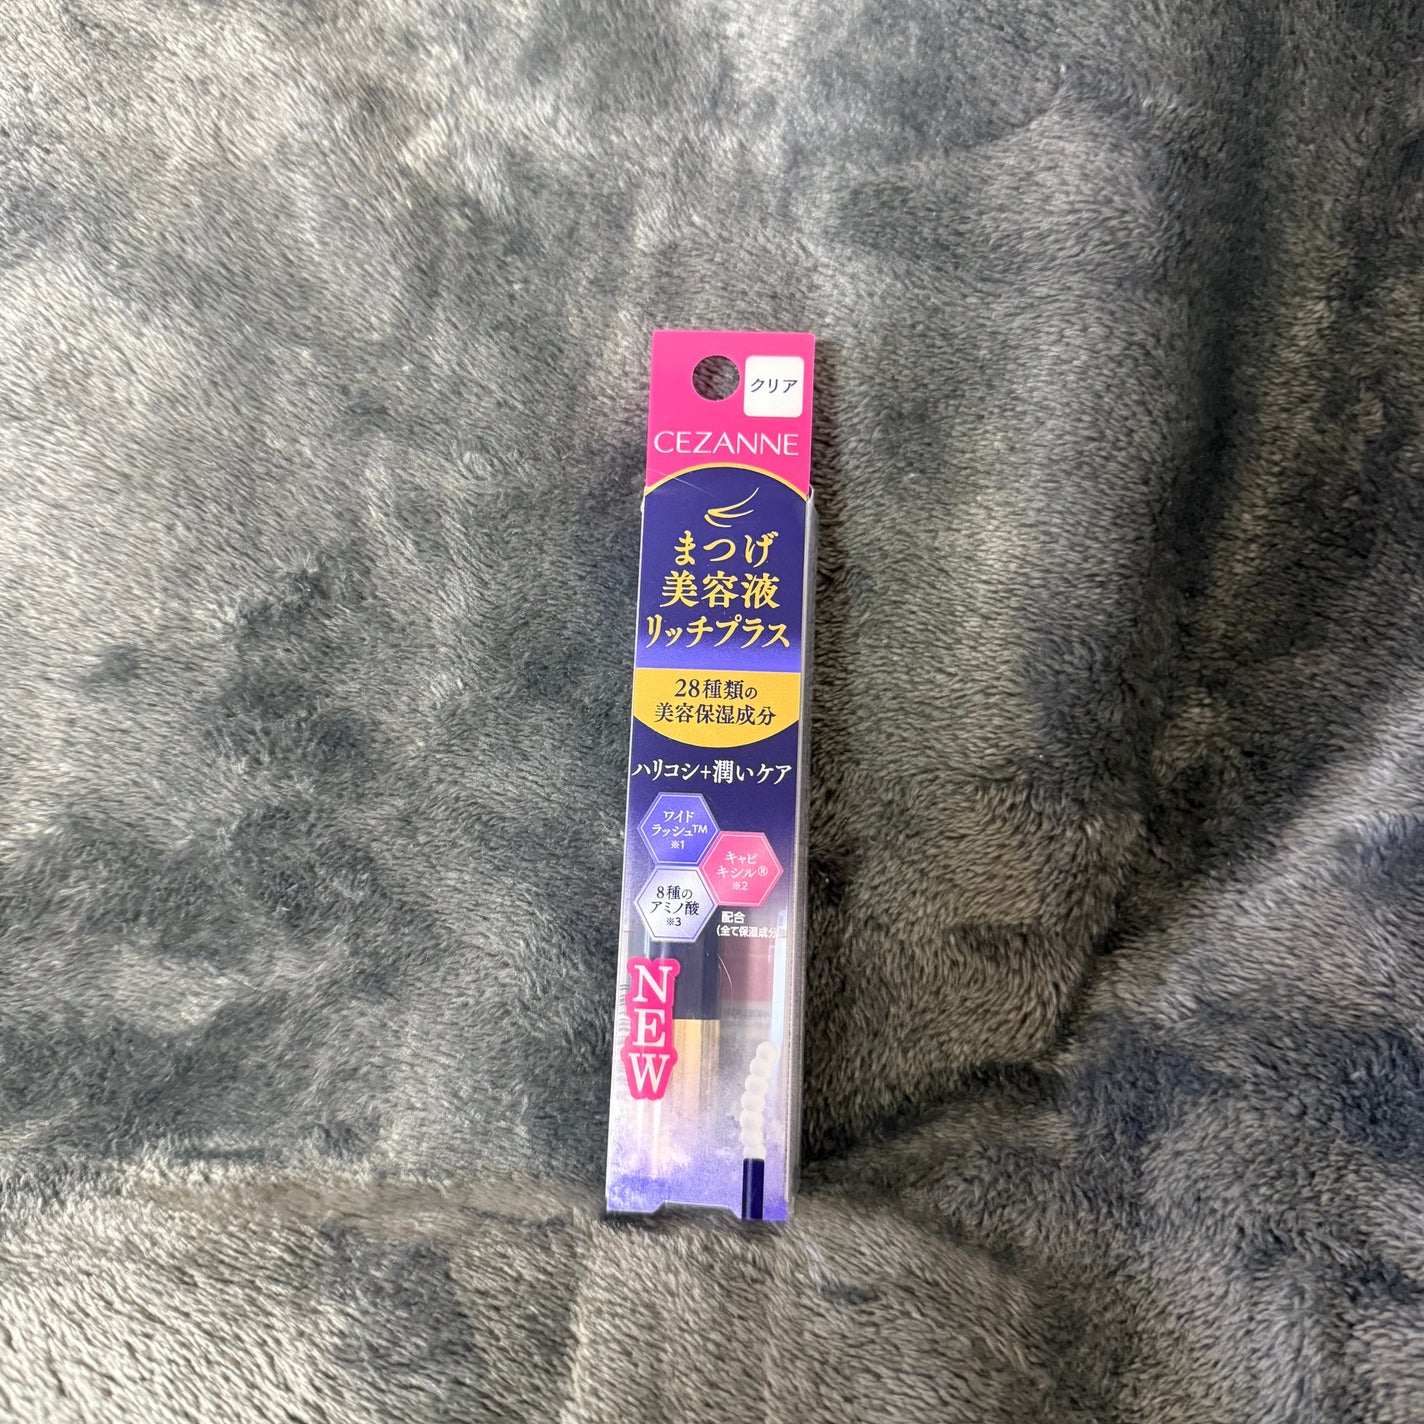 クリア
CEZANNE
まつげ
美容液
リッチプラス
28種類の
美容保湿成分
ハリコシ+潤いケア
ワイド
ラッシュ™
※1
キャピ
キシル®
※2
8種の
アミノ酸
※3
配合
(全て保湿成分
NEW